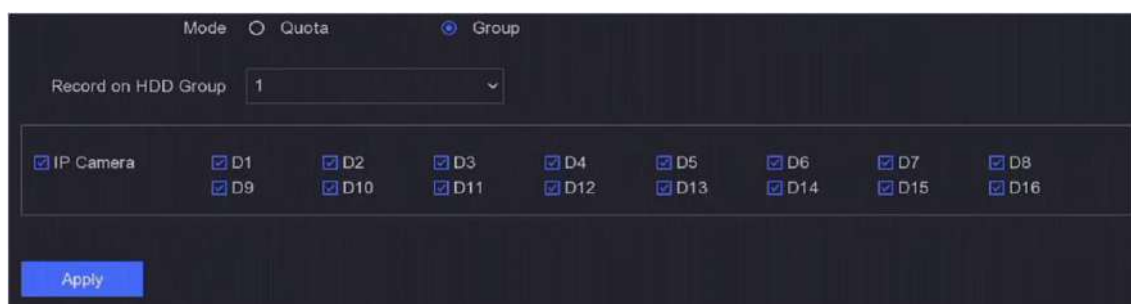 Mode Quota Group
Record on HDD Group 1
IP Camera D1 D2 D3 D4 D5 D6 D7 D8
D9 D10 D11 D12 D13 D14 D15 D16
Apply